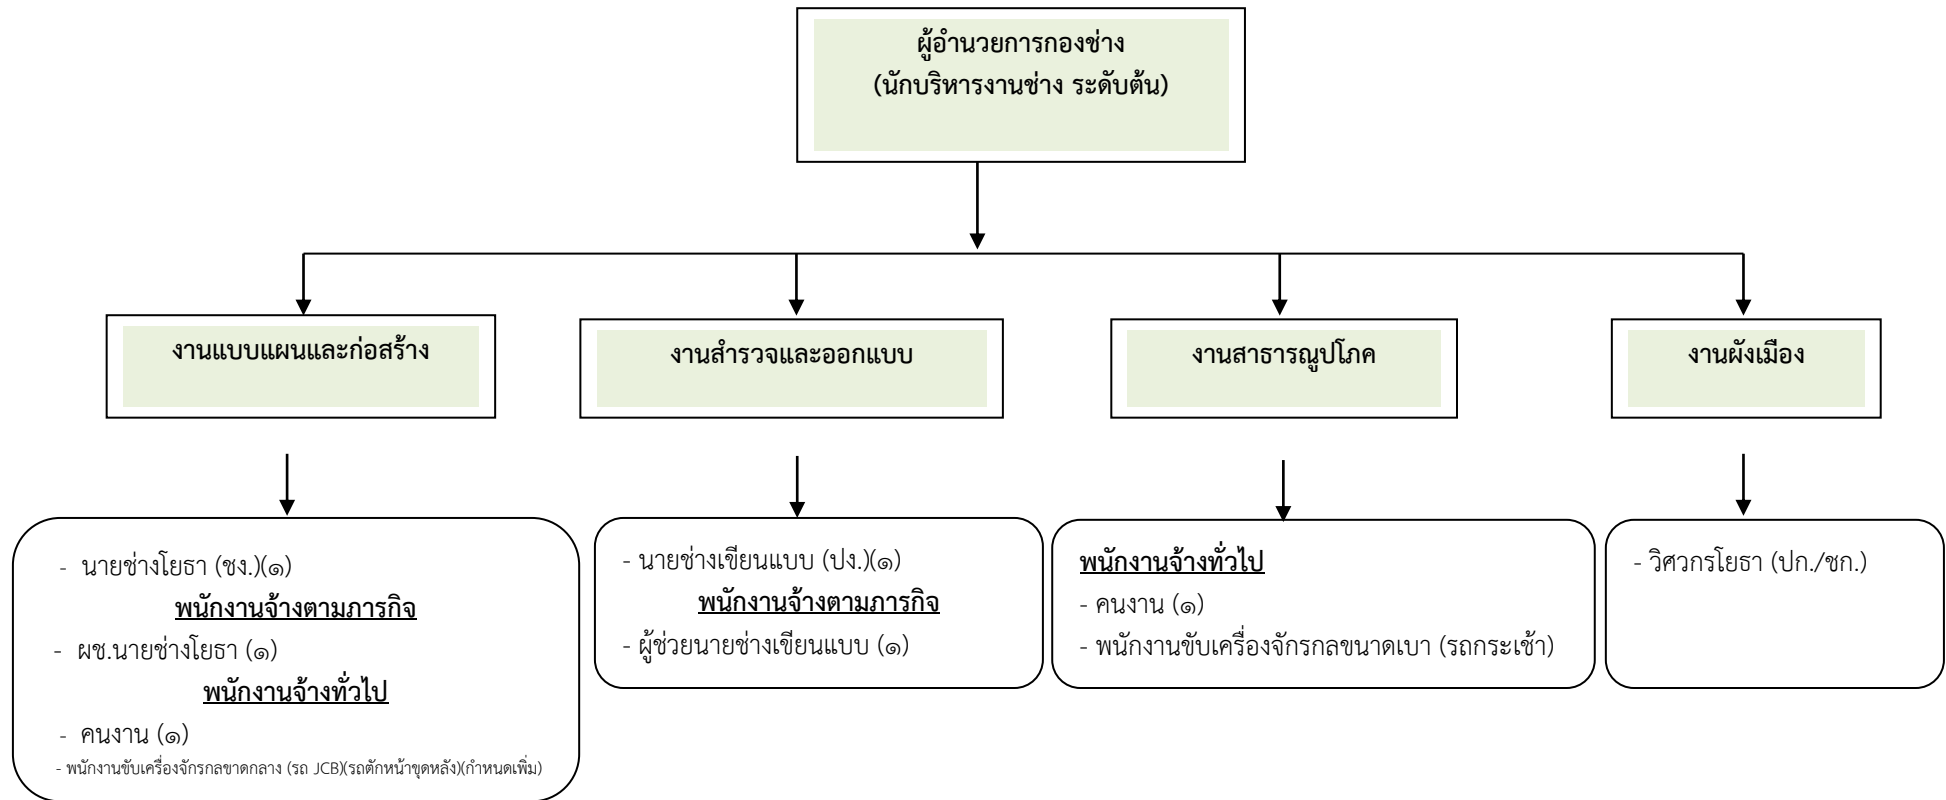 ผู้อำนวยการกองช่าง
(นักบริหารงานช่าง ระดับต้น)
งานแบบแผนและก่อสร้าง
งานสำรวจและออกแบบ
งานสาธารณูปโภค
งานผังเมือง
- นายช่างโยธา (ชง.)(๑)
พนักงานจ้างตามภารกิจ
- ผช.นายช่างโยธา (๑)
พนักงานจ้างทั่วไป
- คนงาน (๑)
- พนักงานขับเครื่องจักรกลขาดกลาง (รถ JCB)(รถตักหน้าขุดหลัง)(กำหนดเพิ่ม)
- นายช่างเขียนแบบ (ปง.)(๑)
พนักงานจ้างตามภารกิจ
- ผู้ช่วยนายช่างเขียนแบบ (๑)
พนักงานจ้างทั่วไป
- คนงาน (๑)
- พนักงานขับเครื่องจักรกลขนาดเบา (รถกระเช้า)
- วิศวกรโยธา (ปก./ชก.)